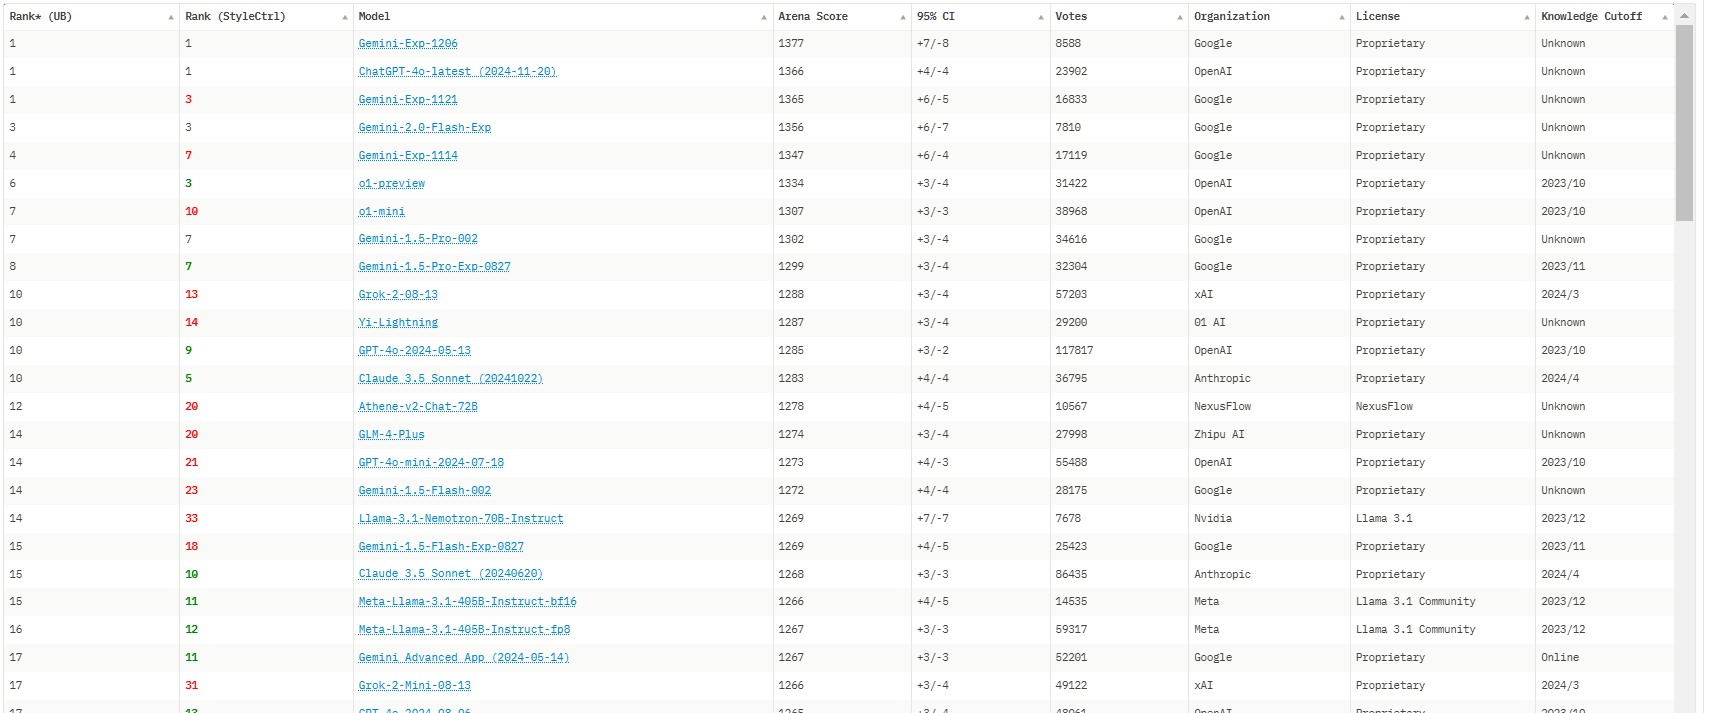 Rank* (UB) Rank (StyleCtrl) Model Arena Score 95% CI Votes Organization License Knowledge Cutoff
1 1 Gemini-Exp-1206 1377 +7/-8 8588 Google Proprietary Unknown
1 1 ChatGPT-4o-latest (2024-11-20) 1366 +4/-4 23902 OpenAI Proprietary Unknown
1 3 Gemini-Exp-1121 1365 +6/-5 16833 Google Proprietary Unknown
3 3 Gemini-2.0-Flash-Exp 1356 +6/-7 7810 Google Proprietary Unknown
4 7 Gemini-Exp-1114 1347 +6/-4 17119 Google Proprietary Unknown
6 3 o1-preview 1334 +3/-4 31422 OpenAI Proprietary 2023/10
7 10 o1-mini 1307 +3/-3 38968 OpenAI Proprietary 2023/10
7 7 Gemini-1.5-Pro-002 1302 +3/-4 34616 Google Proprietary Unknown
8 7 Gemini-1.5-Pro-Exp-0827 1299 +3/-4 32304 Google Proprietary 2023/11
10 13 Grok-2-08-13 1288 +3/-4 57203 xAI Proprietary 2024/3
10 14 Yi-Lightning 1287 +3/-4 29200 01 AI Proprietary Unknown
10 9 GPT-4o-2024-05-13 1285 +3/-2 117817 OpenAI Proprietary 2023/10
10 5 Claude 3.5 Sonnet (20241022) 1283 +4/-4 36795 Anthropic Proprietary 2024/4
12 20 Athene-v2-Chat-72B 1278 +4/-5 10567 NexusFlow NexusFlow Unknown
14 20 GLM-4-Plus 1274 +3/-4 27998 Zhipu AI Proprietary Unknown
14 21 GPT-4o-mini-2024-07-18 1273 +4/-3 55488 OpenAI Proprietary 2023/10
14 23 Gemini-1.5-Flash-002 1272 +4/-4 28175 Google Proprietary Unknown
14 33 Llama-3.1-Nemotron-70B-Instruct 1269 +7/-7 7678 Nvidia Llama 3.1 2023/12
15 18 Gemini-1.5-Flash-Exp-0827 1269 +4/-5 25423 Google Proprietary 2023/11
15 10 Claude 3.5 Sonnet (20240620) 1268 +3/-3 86435 Anthropic Proprietary 2024/4
15 11 Meta-Llama-3.1-405B-Instruct-bf16 1266 +4/-5 14535 Meta Llama 3.1 Community 2023/12
16 12 Meta-Llama-3.1-405B-Instruct-fp8 1267 +3/-3 59317 Meta Llama 3.1 Community 2023/12
17 11 Gemini Advanced App (2024-05-14) 1267 +3/-3 52201 Google Proprietary Online
17 31 Grok-2-Mini-08-13 1266 +3/-4 49122 xAI Proprietary 2024/3
17 13 GPT-4o-2024-08-06 1265 +3/-4 OpenAI Proprietary 2023/10